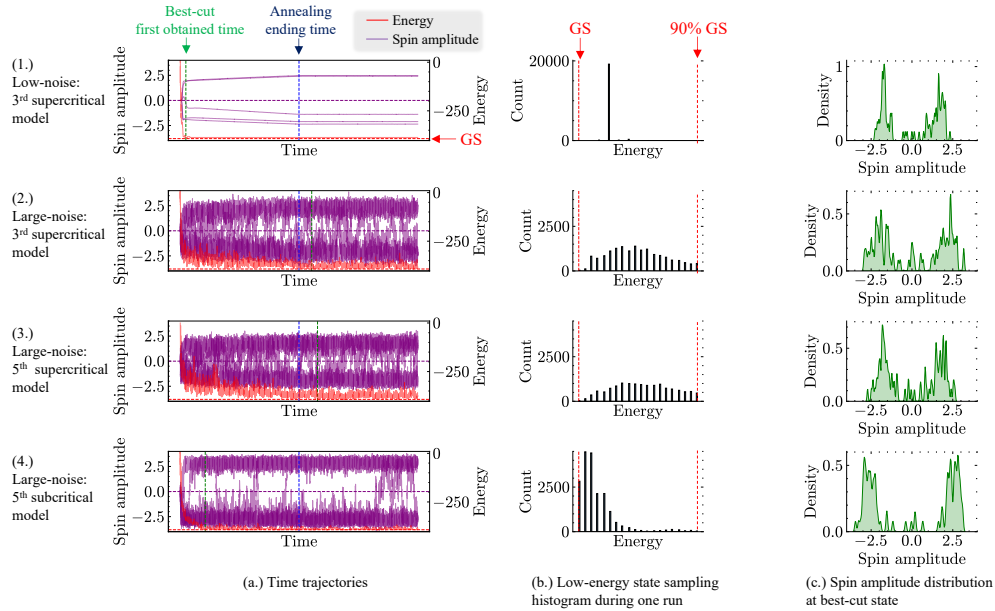 Best-cut
first obtained time
Annealing
ending time
Energy
Spin amplitude
GS
90% GS
(1.)
Low-noise:
3rd supercritical
model
Spin amplitude
2.5
0.0
−2.5
0
−250
Energy
Time
GS
Count
20000
0
Energy
Density
1.0
0.5
0.0
−2.5 0.0 2.5
Spin amplitude
(2.)
Large-noise:
3rd supercritical
model
Spin amplitude
2.5
0.0
−2.5
0
−250
Energy
Time
Count
2500
0
Energy
Density
0.5
0.0
−2.5 0.0 2.5
Spin amplitude
(3.)
Large-noise:
5th supercritical
model
Spin amplitude
2.5
0.0
−2.5
0
−250
Energy
Time
Count
2500
0
Energy
Density
0.5
0.0
−2.5 0.0 2.5
Spin amplitude
(4.)
Large-noise:
5th subcritical
model
Spin amplitude
2.5
0.0
−2.5
0
−250
Energy
Time
Count
2500
0
Energy
Density
0.5
0.0
−2.5 0.0 2.5
Spin amplitude
(a.) Time trajectories
(b.) Low-energy state sampling
histogram during one run
(c.) Spin amplitude distribution
at best-cut state